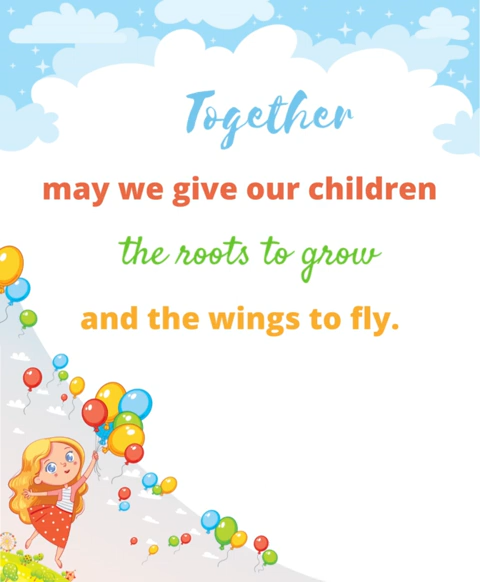 Together
may we give our children
the roots to grow
and the wings to fly.